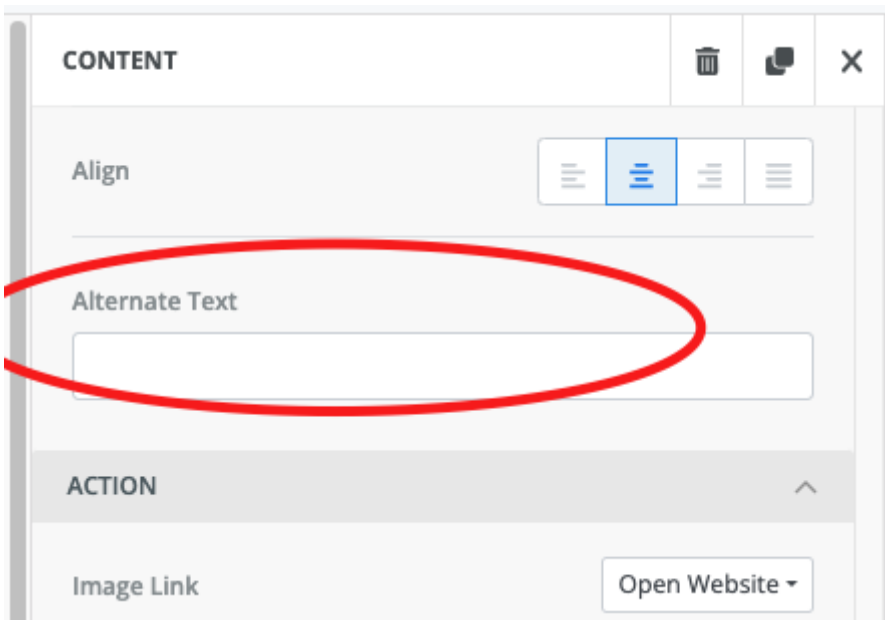 CONTENT
Align
Alternate Text
ACTION
Image Link
Open Website